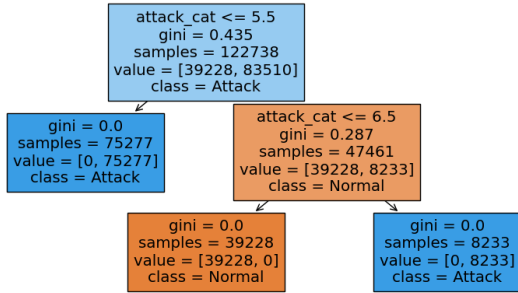 attack_cat <= 5.5
gini = 0.435
samples = 122738
value = [39228, 83510]
class = Attack
gini = 0.0
samples = 75277
value = [0, 75277]
class = Attack
attack_cat <= 6.5
gini = 0.287
samples = 47461
value = [39228, 8233]
class = Normal
gini = 0.0
samples = 39228
value = [39228, 0]
class = Normal
gini = 0.0
samples = 8233
value = [0, 8233]
class = Attack